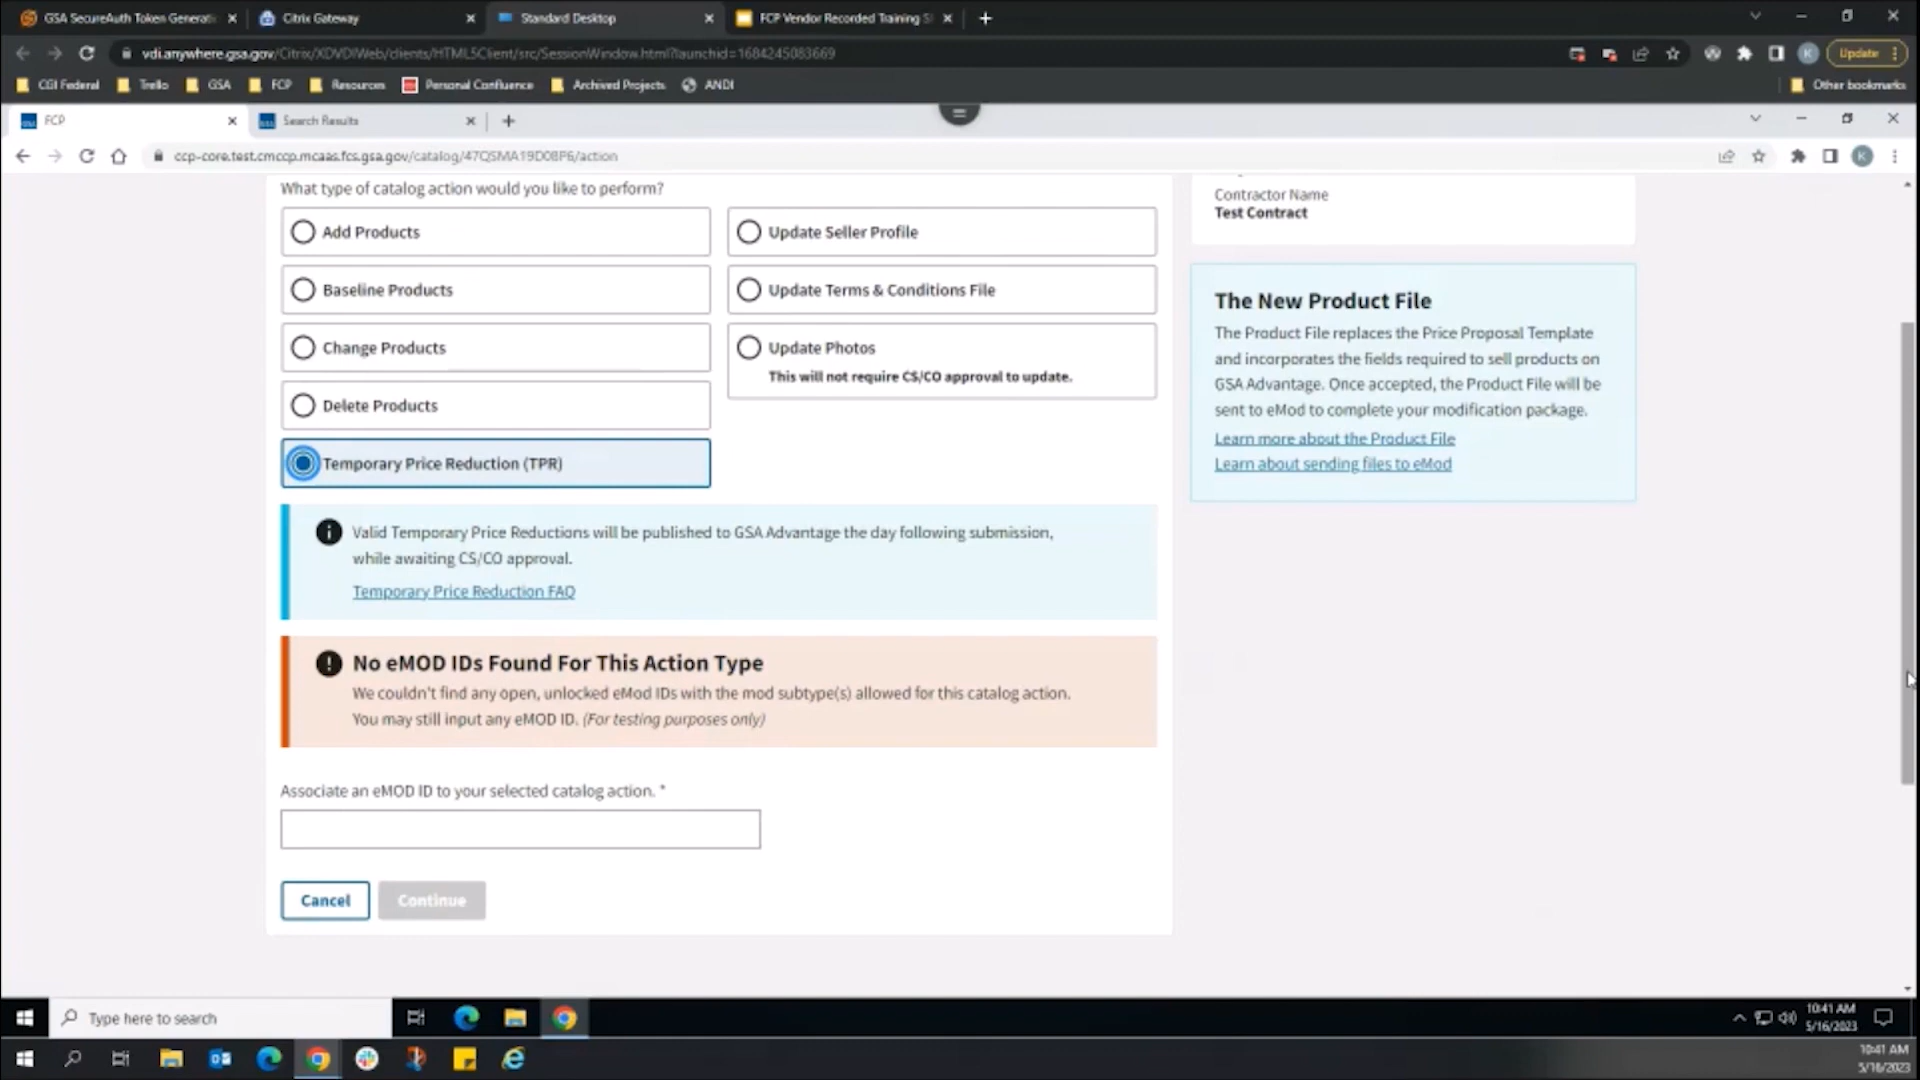 GSA SecureAuth Token Generati
Citrix Gateway
Standard Desktop
FCP Vendor Recorded Training S
vdi.anywhere.gsa.gov/Citrix/XDVDIWeb/clients/HTML5Client/src/SessionWindow.html?launchid=1684245083669
K
Update
CGI Federal
Trello
GSA
FCP
Resources
Personal Confluence
Archived Projects
ANDI
Other bookmarks
FCP
Search Results
ccp-core.test.cmccp.mcaas.fcs.gsa.gov/catalog/47QSMA19D08P6/action
K
What type of catalog action would you like to perform?
Add Products
Baseline Products
Change Products
Delete Products
Temporary Price Reduction (TPR)
Update Seller Profile
Update Terms & Conditions File
Update Photos
This will not require CS/CO approval to update.
Valid Temporary Price Reductions will be published to GSA Advantage the day following submission,
while awaiting CS/CO approval.
Temporary Price Reduction FAQ
No eMOD IDs Found For This Action Type
We couldn't find any open, unlocked eMod IDs with the mod subtype(s) allowed for this catalog action.
You may still input any eMOD ID. (For testing purposes only)
Associate an eMOD ID to your selected catalog action. *
Cancel
Continue
Contractor Name
Test Contract
The New Product File
The Product File replaces the Price Proposal Template
and incorporates the fields required to sell products on
GSA Advantage. Once accepted, the Product File will be
sent to eMod to complete your modification package.
Learn more about the Product File
Learn about sending files to eMod
Type here to search
10:41 AM
5/16/2023
10:41 AM
5/16/2023